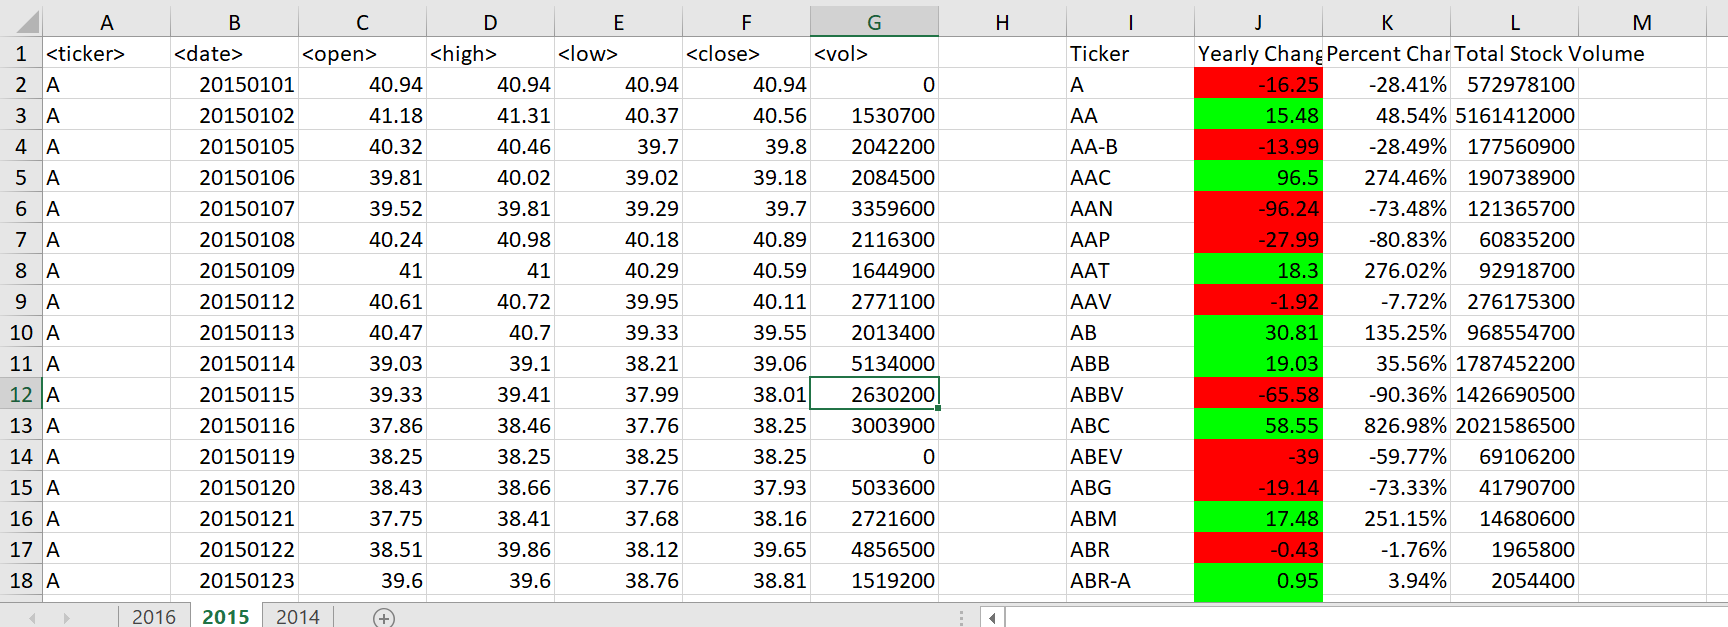 A B C D E F G H I J K L M
1 <ticker> <date> <open> <high> <low> <close> <vol> Ticker Yearly Chang Percent Char Total Stock Volume
2 A 20150101 40.94 40.94 40.94 40.94 0 A -16.25 -28.41% 572978100
3 A 20150102 41.18 41.31 40.37 40.56 1530700 AA 15.48 48.54% 5161412000
4 A 20150105 40.32 40.46 39.7 39.8 2042200 AA-B -13.99 -28.49% 177560900
5 A 20150106 39.81 40.02 39.02 39.18 2084500 AAC 96.5 274.46% 190738900
6 A 20150107 39.52 39.81 39.29 39.7 3359600 AAN -96.24 -73.48% 121365700
7 A 20150108 40.24 40.98 40.18 40.89 2116300 AAP -27.99 -80.83% 60835200
8 A 20150109 41 41 40.29 40.59 1644900 AAT 18.3 276.02% 92918700
9 A 20150112 40.61 40.72 39.95 40.11 2771100 AAV -1.92 -7.72% 276175300
10 A 20150113 40.47 40.7 39.33 39.55 2013400 AB 30.81 135.25% 968554700
11 A 20150114 39.03 39.1 38.21 39.06 5134000 ABB 19.03 35.56% 1787452200
12 A 20150115 39.33 39.41 37.99 38.01 2630200 ABBV -65.58 -90.36% 1426690500
13 A 20150116 37.86 38.46 37.76 38.25 3003900 ABC 58.55 826.98% 2021586500
14 A 20150119 38.25 38.25 38.25 38.25 0 ABEV -39 -59.77% 69106200
15 A 20150120 38.43 38.66 37.76 37.93 5033600 ABG -19.14 -73.33% 41790700
16 A 20150121 37.75 38.41 37.68 38.16 2721600 ABM 17.48 251.15% 14680600
17 A 20150122 38.51 39.86 38.12 39.65 4856500 ABR -0.43 -1.76% 1965800
18 A 20150123 39.6 39.6 38.76 38.81 1519200 ABR-A 0.95 3.94% 2054400
2016 2015 2014